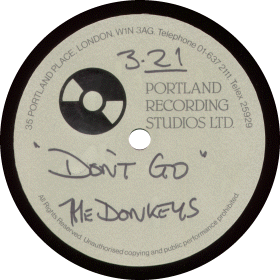 35 PORTLAND PLACE, LONDON, WIN 3AG. Telephone 01 637 2111 Telex 25929
3.21
PORTLAND
RECORDING
STUDIOS LTD.
"DON'T GO"
THE DONKEYS
All Rights Reserved. Unauthorised copying and public performance prohibited